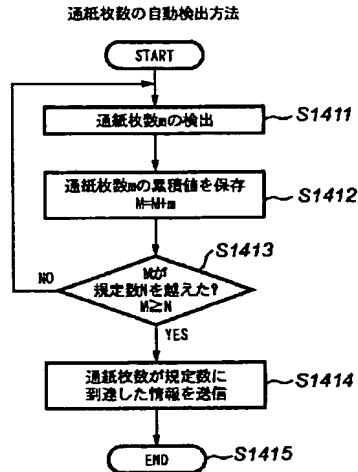 通紙枚数の自動検出方法
START
通紙枚数mの検出
S1411
通紙枚数mの累積値を保存
M=M+m
S1412
S1413
Mが
規定数Nを越えた?
M≧N
NO
YES
通紙枚数が規定数に
到達した情報を送信
S1414
END
S1415